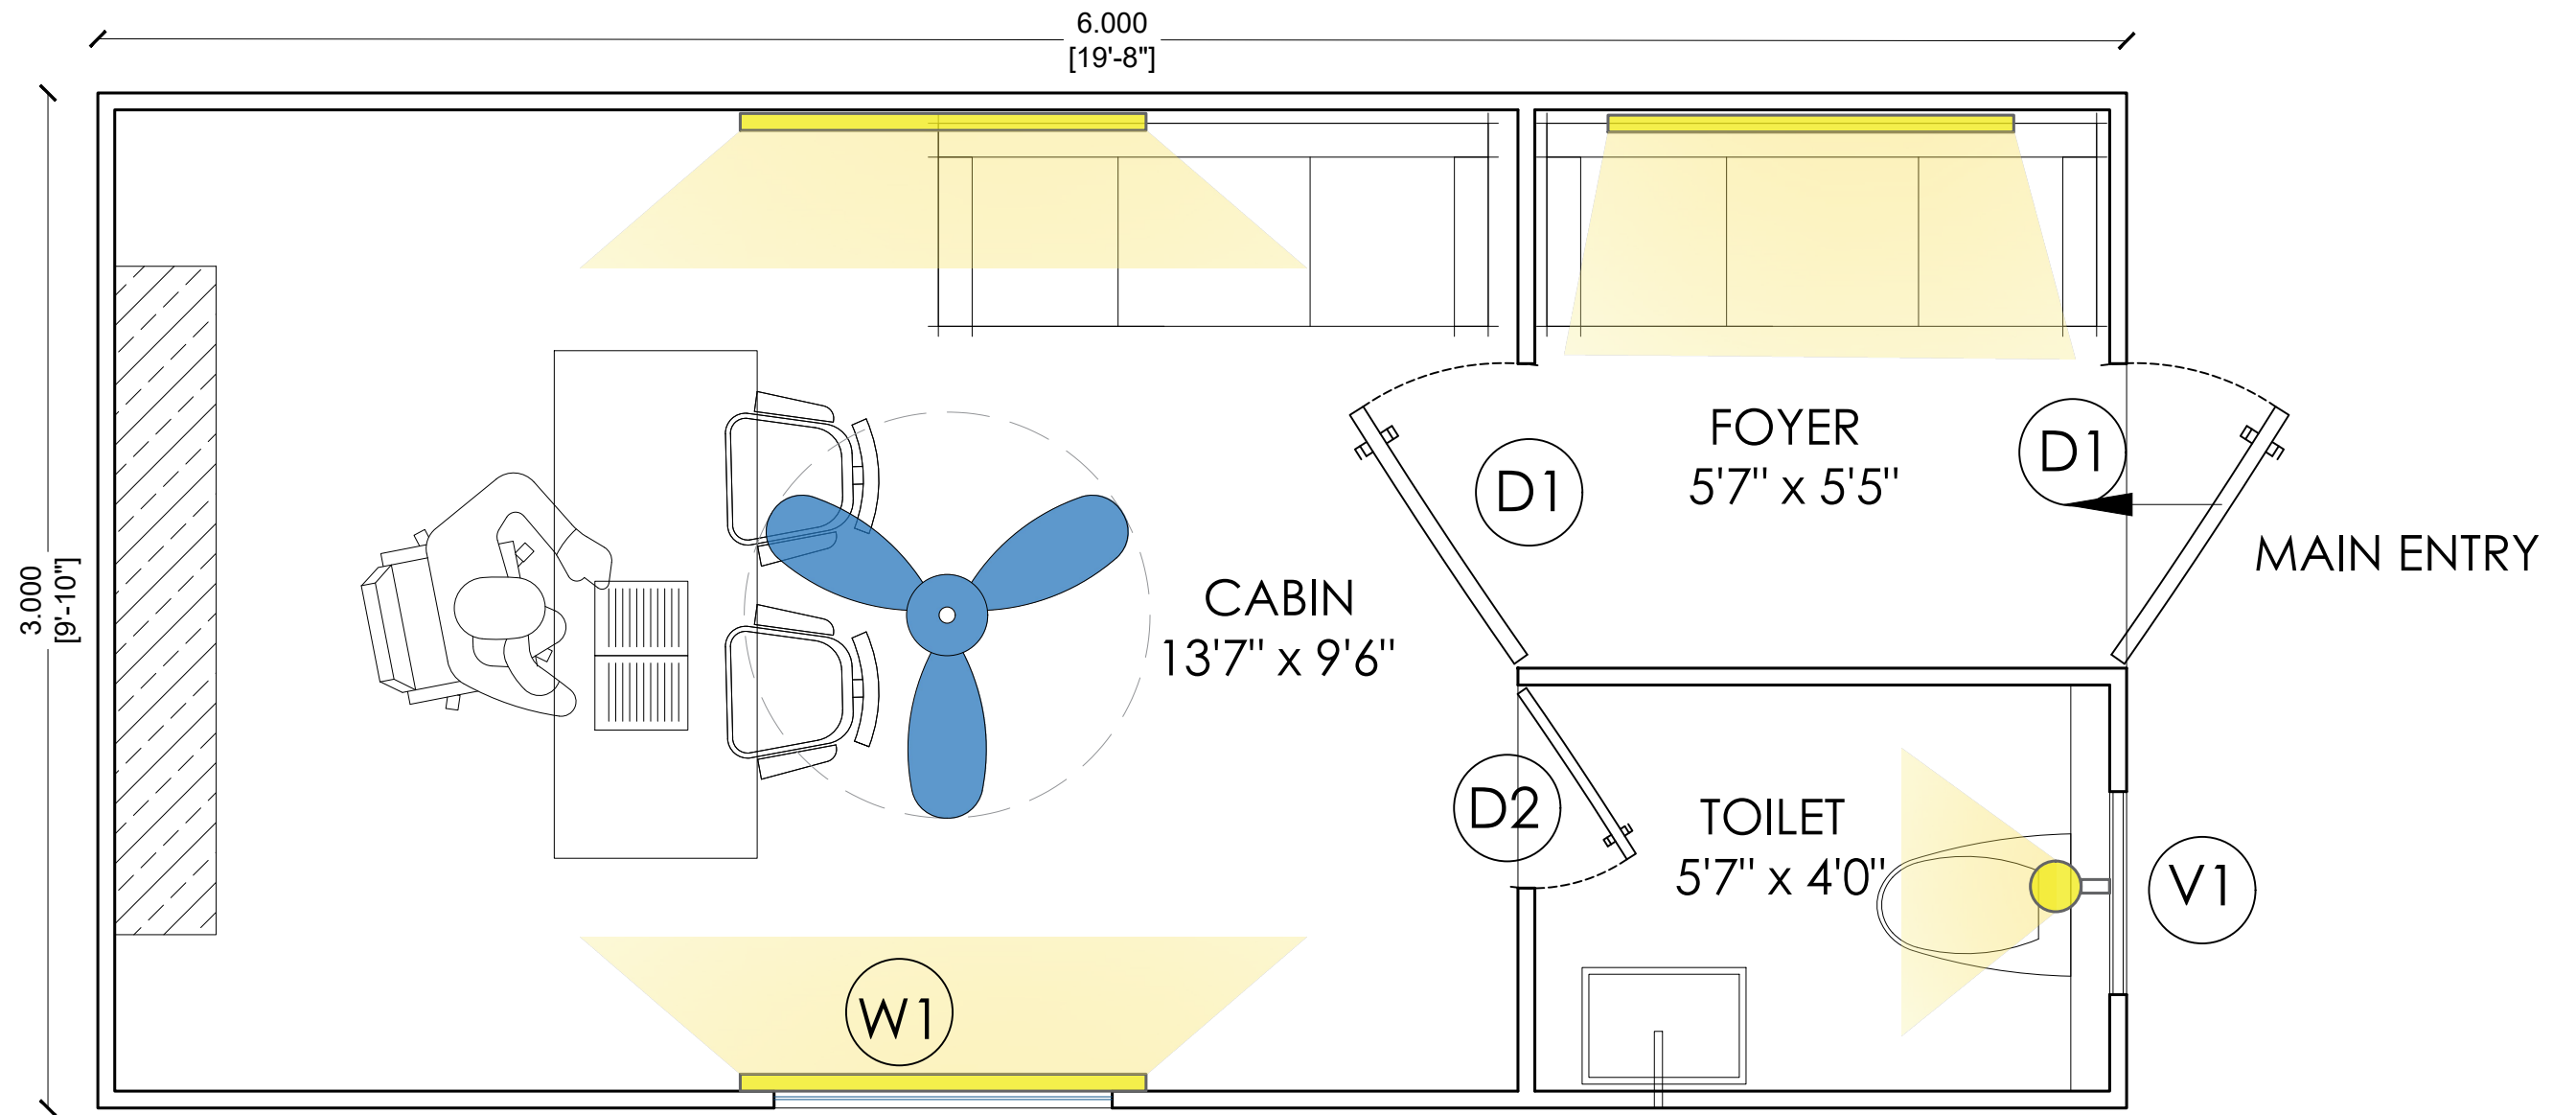 6.000
[19'-8"]
3.000
[9'-10"]
FOYER
5'7" x 5'5"
D1
D1
MAIN ENTRY
CABIN
13'7" x 9'6"
D2
TOILET
5'7" x 4'0"
V1
W1